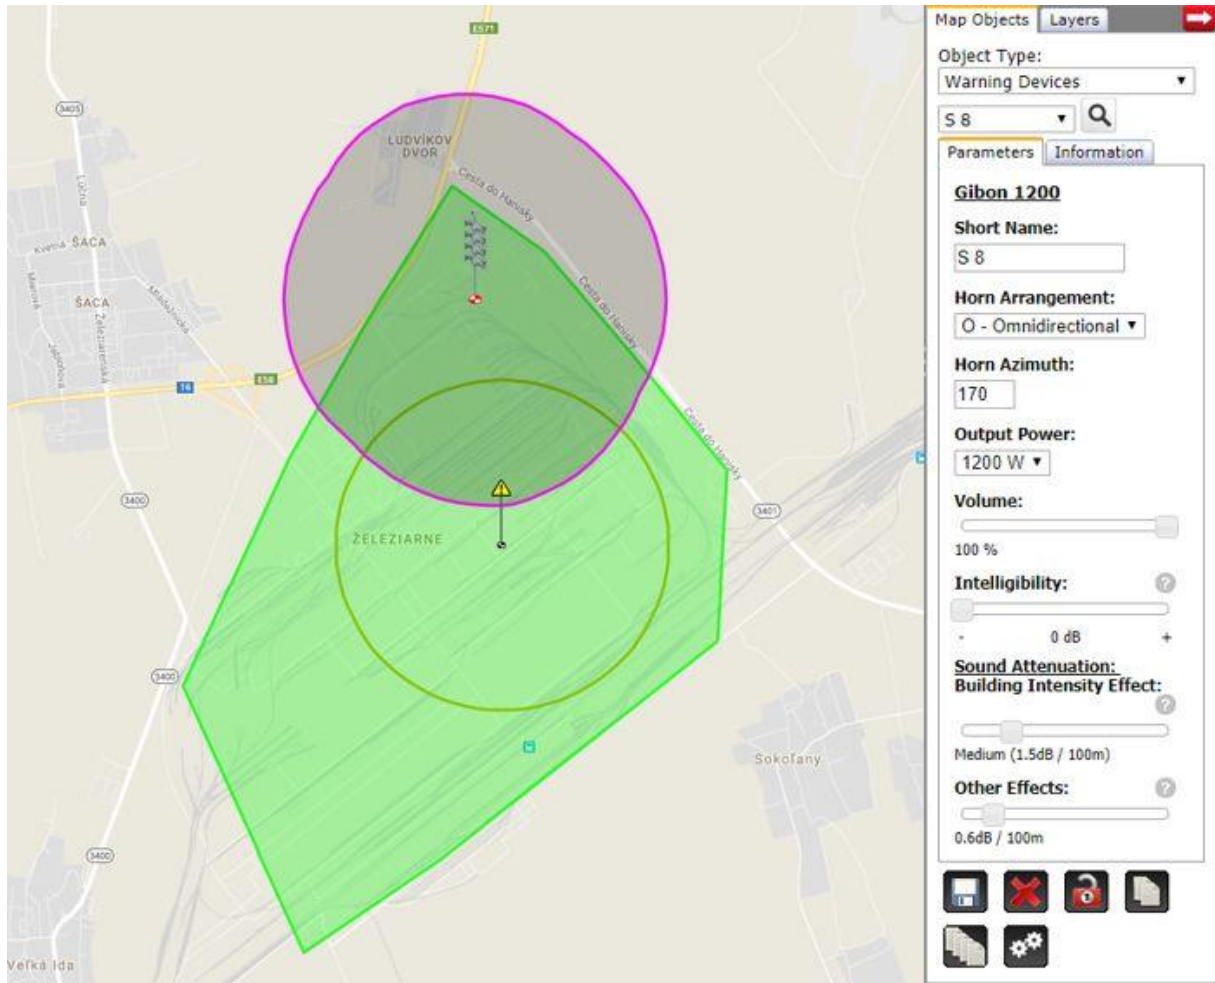 E571
3405
LUDVÍKOV
DVOR
Cesta do Hanisky
Lúčna
Kvetná
ŠACA
Mierová
ŠACA
Železiarenská
Mládežnícka
Jabloňová
Cesta do Hanisky
16
E58
Cesta do Hanisky
3400
3401
ŽELEZIARNE
3400
Sokoľany
3400
Veľká Ida
Map Objects
Layers
Object Type:
Warning Devices
S 8
Parameters
Information
Gibon 1200
Short Name:
S 8
Horn Arrangement:
O - Omnidirectional
Horn Azimuth:
170
Output Power:
1200 W
Volume:
100 %
Intelligibility:
?
- 0 dB +
Sound Attenuation:
Building Intensity Effect:
?
Medium (1.5dB / 100m)
Other Effects:
?
0.6dB / 100m